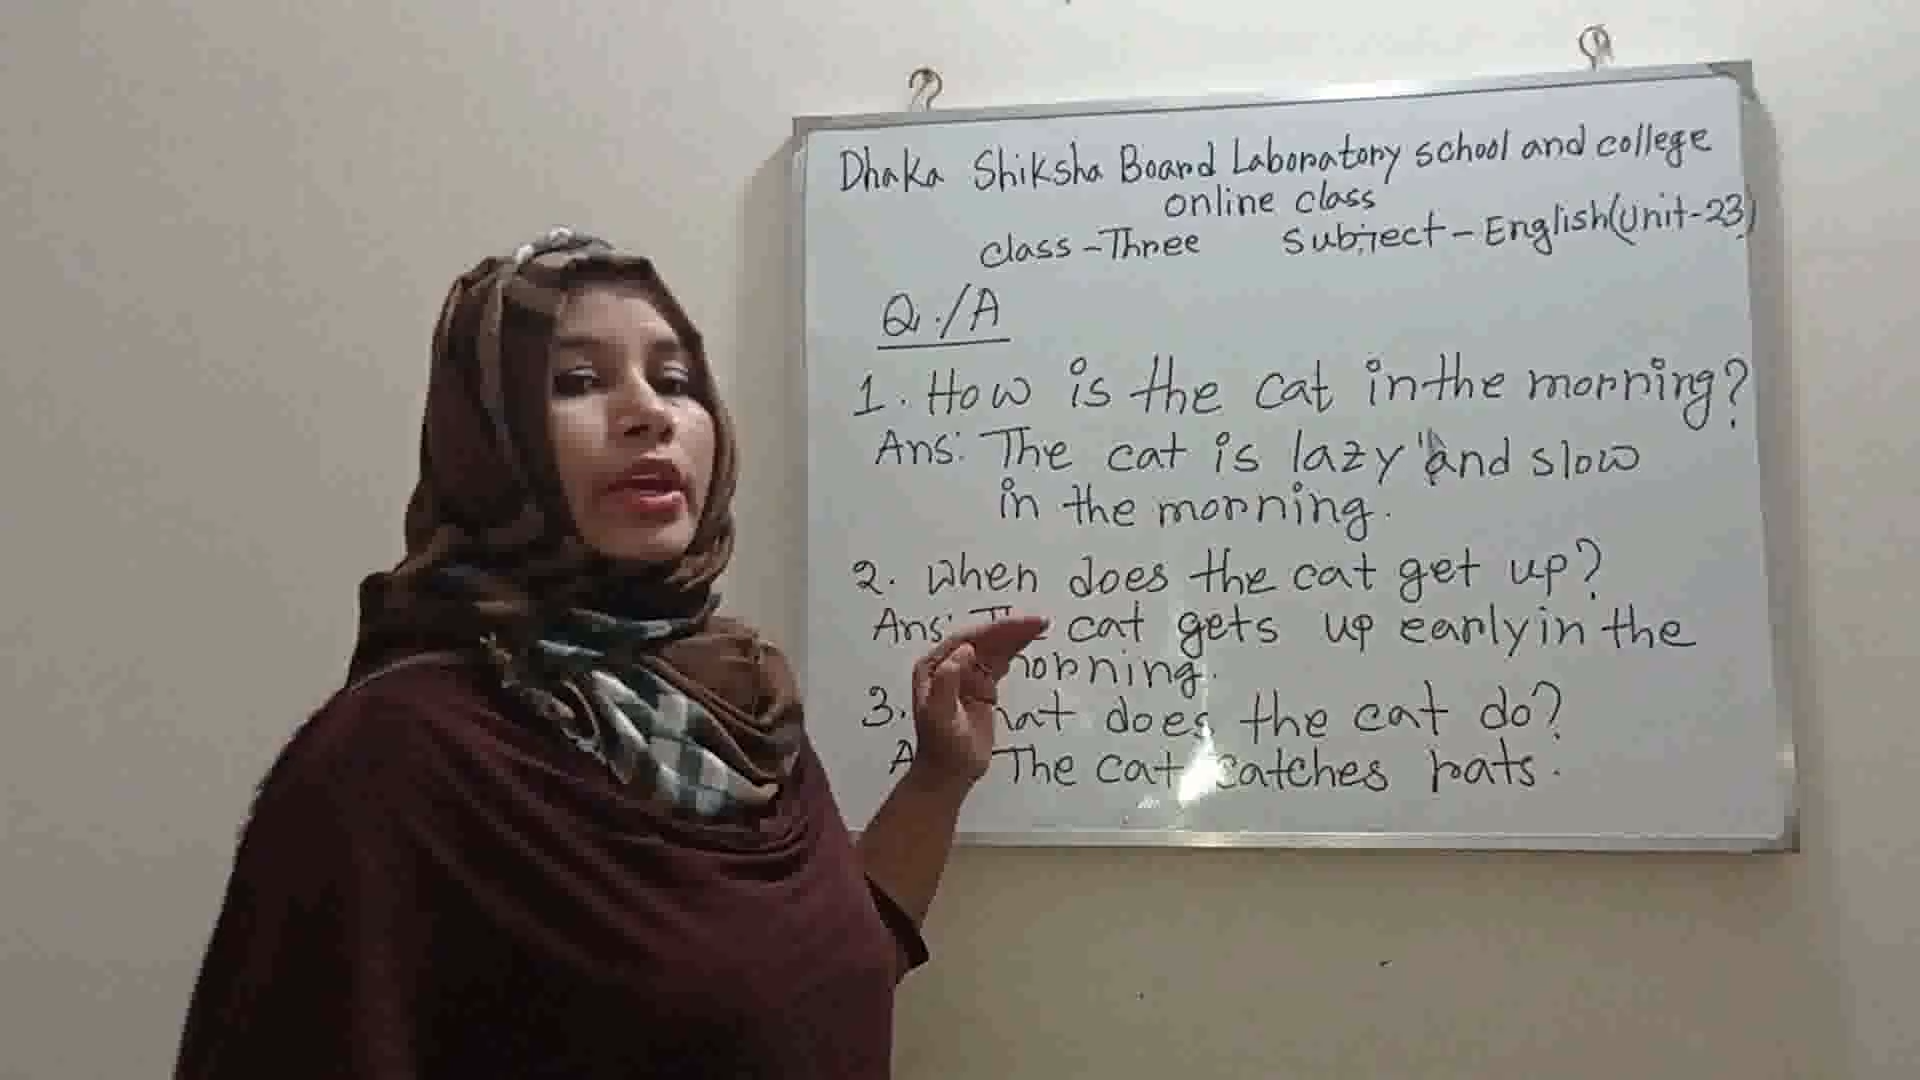 Dhaka Shiksha Board Laboratory school and college
online class
class - Three Subject - English (Unit-23)
Q./A
1. How is the cat in the morning?
Ans: The cat is lazy and slow
in the morning.
2. when does the cat get up?
Ans: The cat gets up early in the
morning.
3. does the cat do?
The cat catches rats.